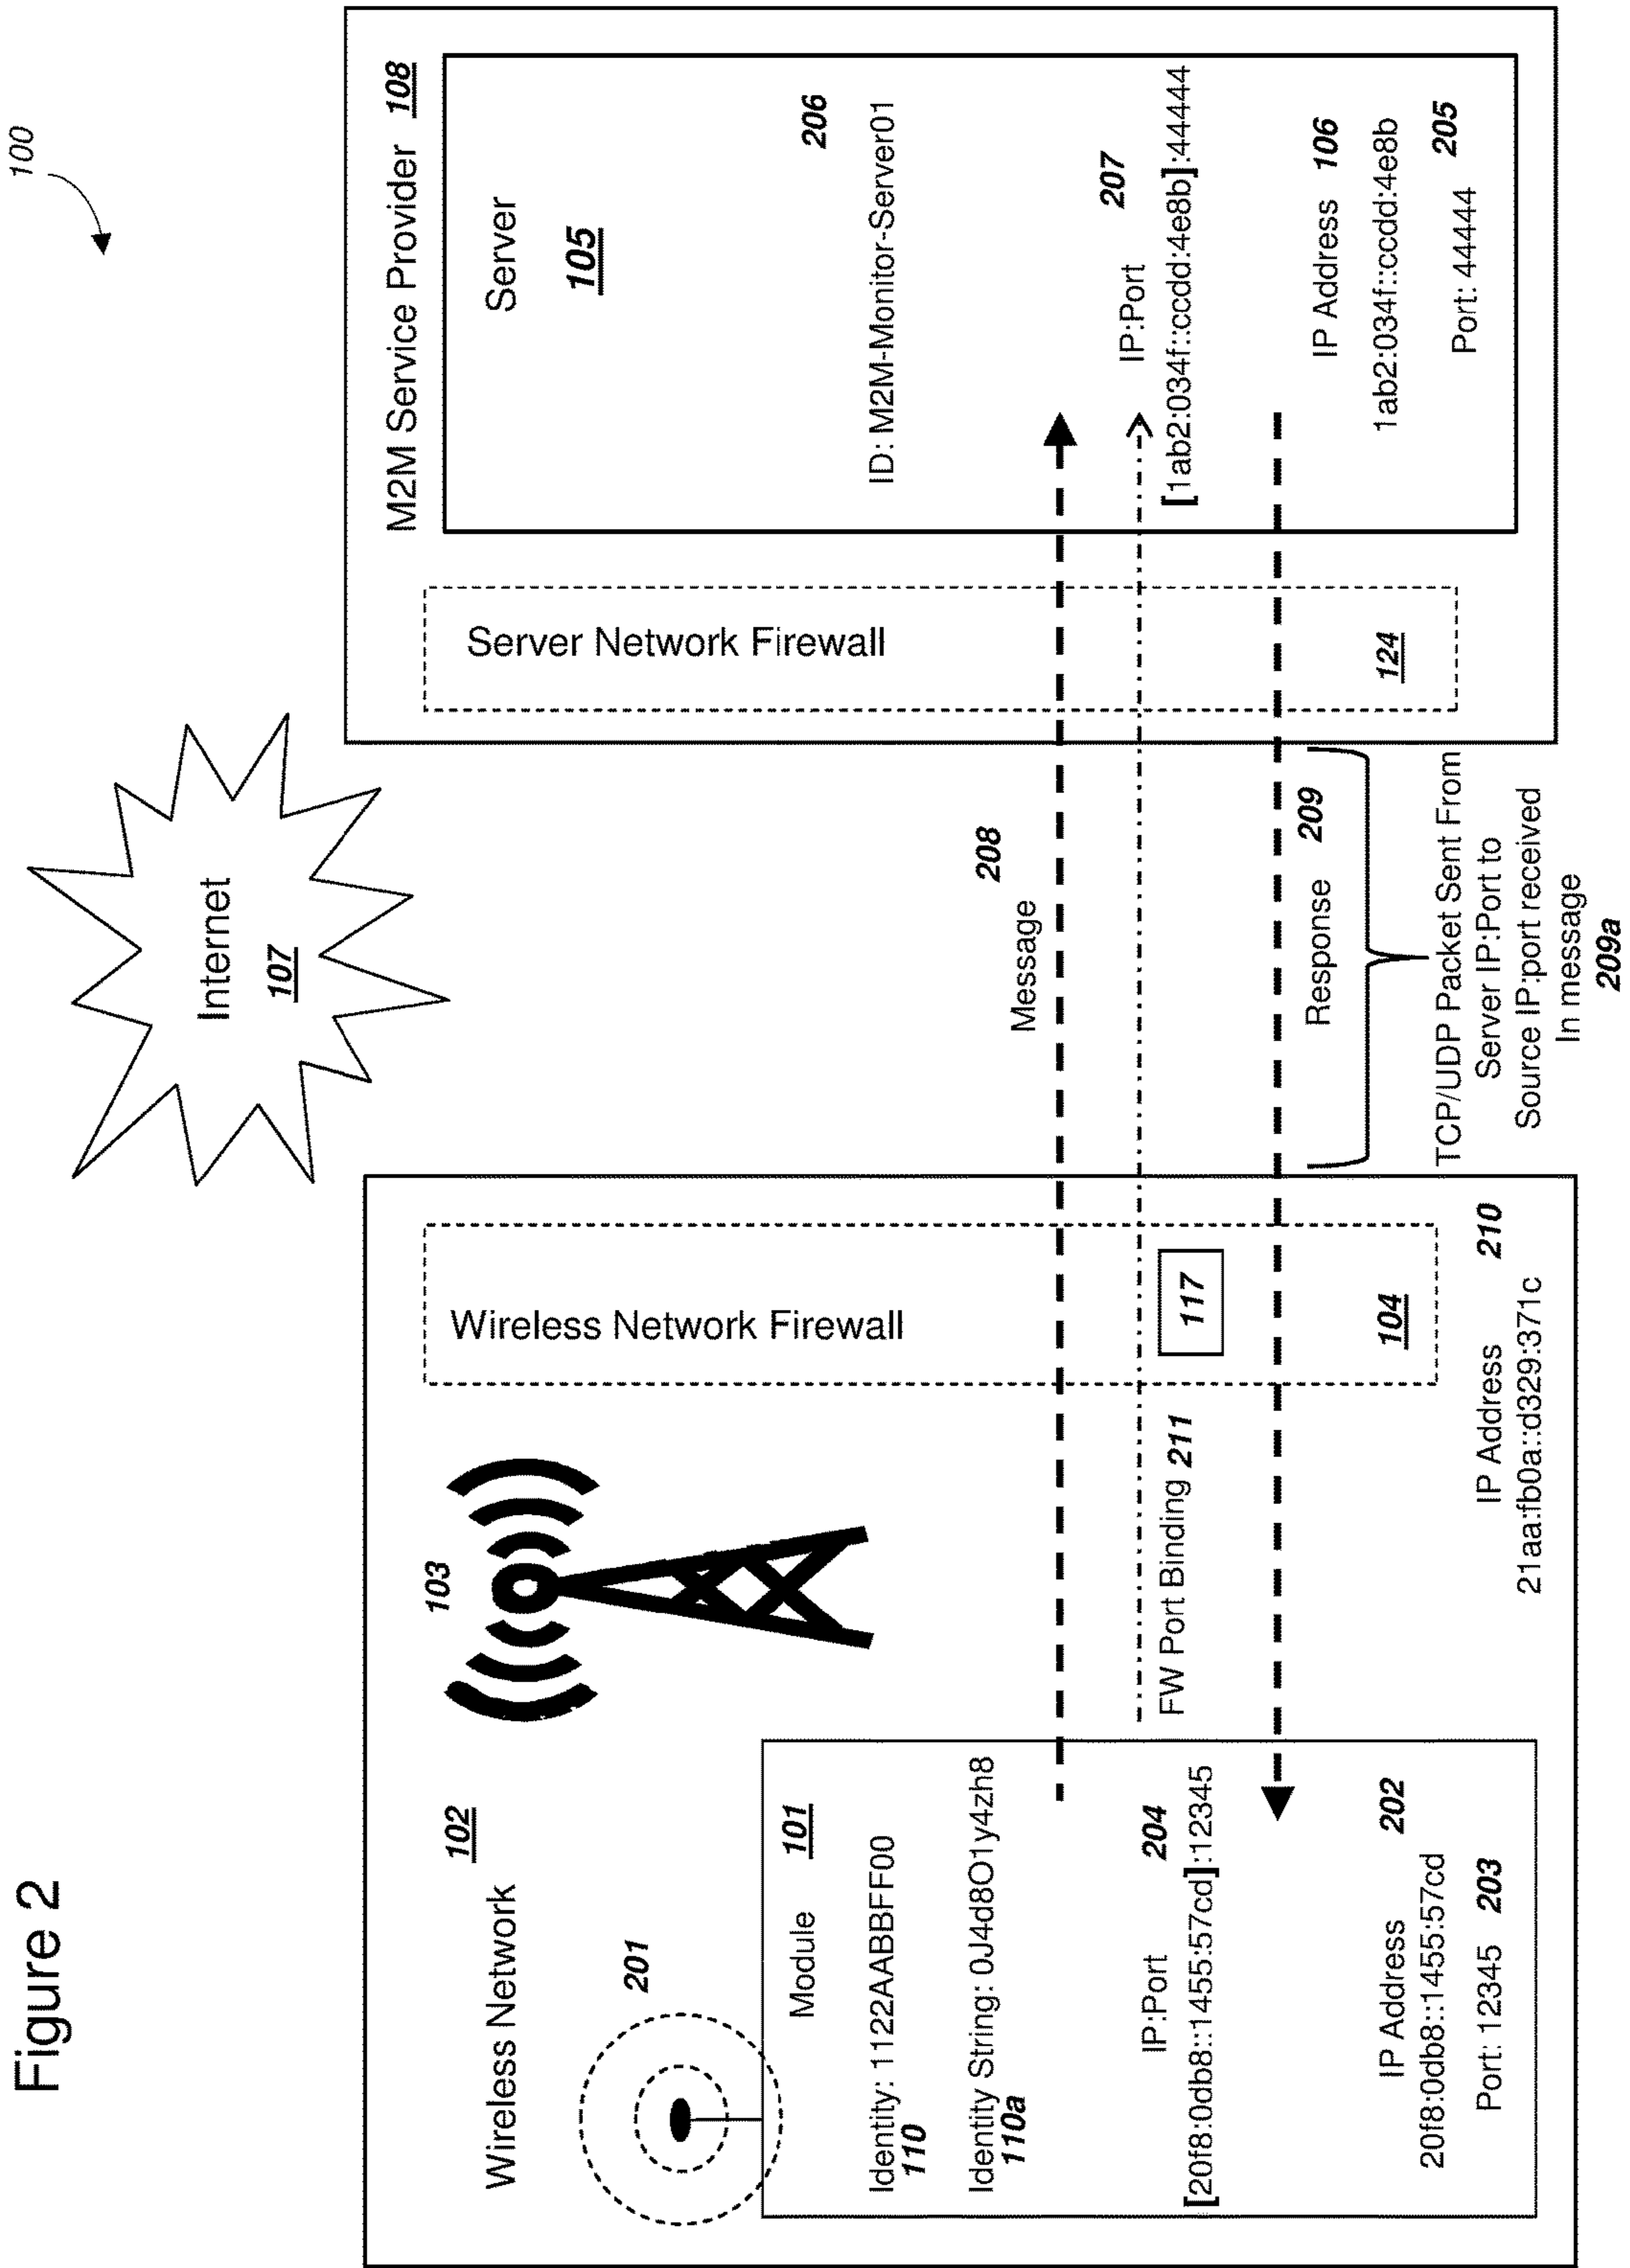 Figure 2
100
Internet
107
Wireless Network 102
103
201
Wireless Network Firewall
117
104
Module 101
Identity: 1122AABBFF00
110
Identity String: 0J4d8O1y4zh8
110a
IP:Port 204
[20f8:0db8::1455:57cd]:12345
IP Address 202
20f8:0db8::1455:57cd
Port: 12345 203
FW Port Binding 211
IP Address 210
21aa:fb0a::d329:371c
208
Message
Response 209
TCP/UDP Packet Sent From
Server IP:Port to
Source IP:port received
In message
209a
M2M Service Provider 108
Server Network Firewall
124
Server
105
206
ID: M2M-Monitor-Server01
207
IP:Port
[1ab2:034f::ccdd:4e8b]:44444
IP Address 106
1ab2:034f::ccdd:4e8b
205
Port: 44444